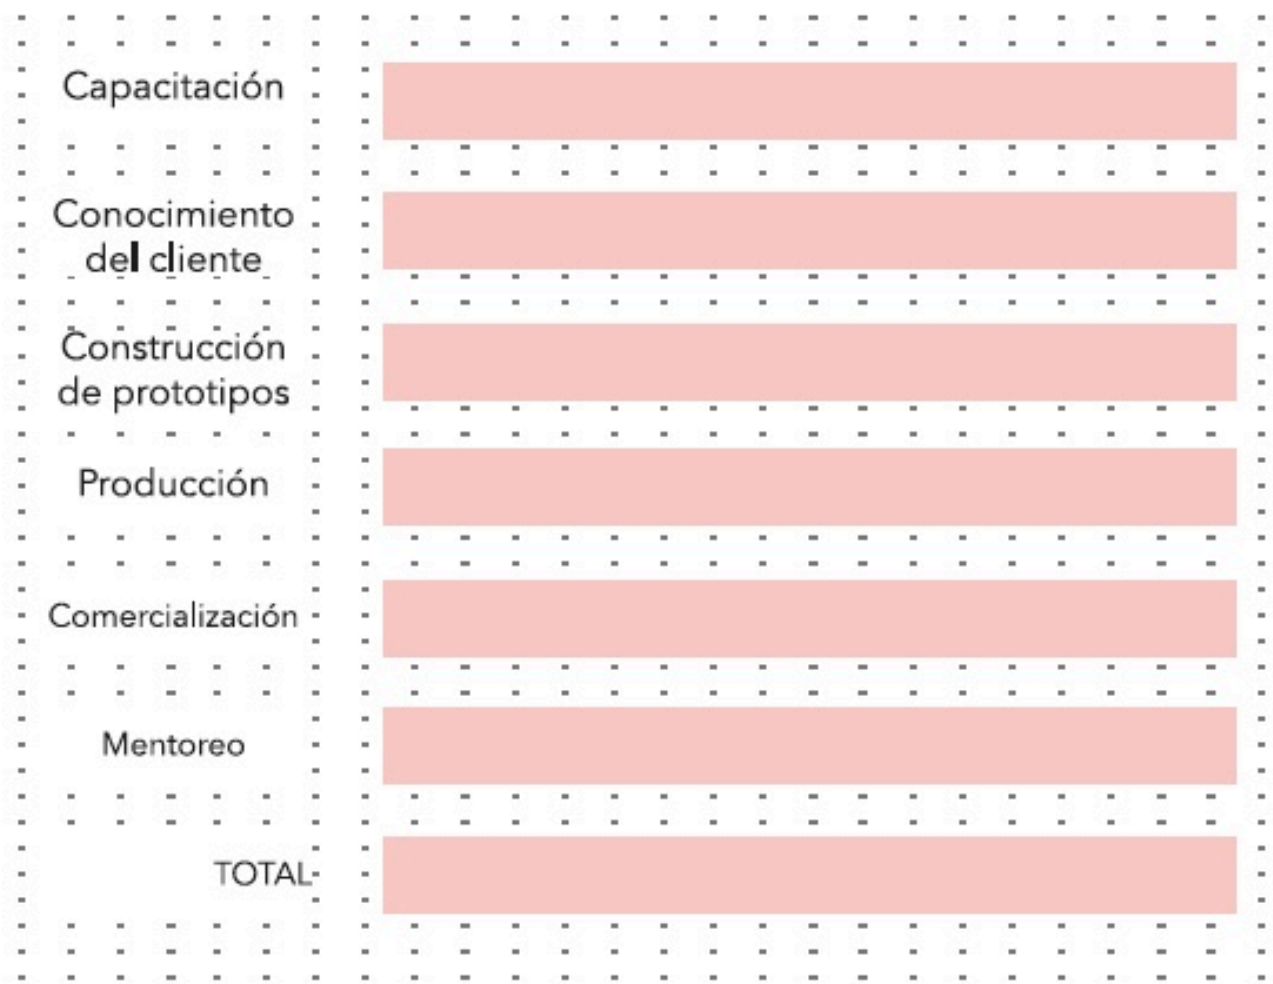 Capacitación
Conocimiento
del cliente
Construcción
de prototipos
Producción
Comercialización
Mentoreo
TOTAL